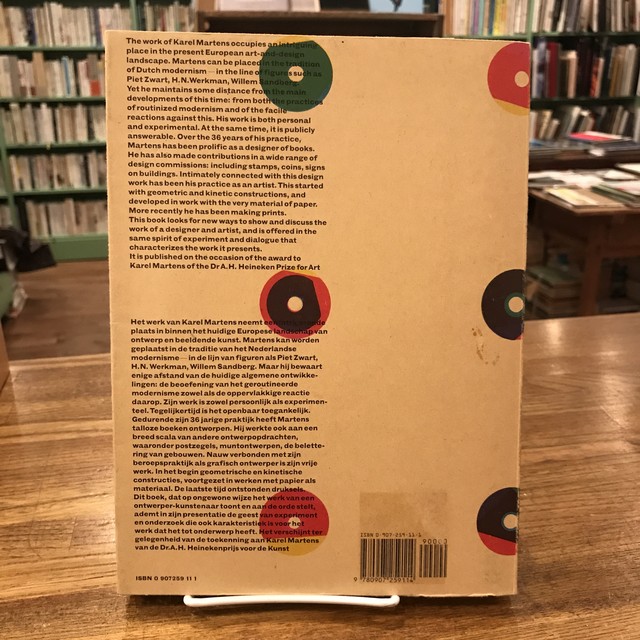 The work of Karel Martens occupies an intriguing
place in the present European art-and-design
landscape. Martens can be placed in the tradition
of Dutch modernism — in the line of figures such as
Piet Zwart, H.N.Werkman, Willem Sandberg.
Yet he maintains some distance from the main
developments of this time: from both the practices
of routinized modernism and of the facile
reactions against this. His work is both personal
and experimental. At the same time, it is publicly
answerable. Over the 36 years of his practice,
Martens has been prolific as a designer of books.
He has also made contributions in a wide range of
design commissions: including stamps, coins, signs
on buildings. Intimately connected with this design
work has been his practice as an artist. This started
with geometric and kinetic constructions, and
developed in work with the very material of paper.
More recently he has been making prints.
This book looks for new ways to show and discuss the
work of a designer and artist, and is offered in the
same spirit of experiment and dialogue that
characterizes the work it presents.
It is published on the occasion of the award to
Karel Martens of the Dr A.H. Heineken Prize for Art
Het werk van Karel Martens neemt een
plaats in binnen het huidige Europese landschap van
ontwerp en beeldende kunst. Martens kan worden
geplaatst in de traditie van het Nederlandse
modernisme — in de lijn van figuren als Piet Zwart,
H.N. Werkman, Willem Sandberg. Maar hij bewaart
enige afstand van de huidige algemene ontwikke-
lingen: de beoefening van het geroutineerde
modernisme zowel als de oppervlakkige reactie
daarop. Zijn werk is zowel persoonlijk als experimen-
teel. Tegelijkertijd is het openbaar toegankelijk.
Gedurende zijn 36 jarige praktijk heeft Martens
talloze boeken ontworpen. Hij werkte ook aan een
breed scala van andere ontwerpopdrachten,
waaronder postzegels, muntontwerpen, de belette-
ring van gebouwen. Nauw verbonden met zijn
beroepspraktijk als grafisch ontwerper is zijn vrije
werk. In het begin geometrische en kinetische
constructies, voortgezet in werken met papier als
materiaal. De laatste tijd ontstonden druksels.
Dit boek, dat op ongewone wijze het werk van een
ontwerper-kunstenaar toont en aan de orde stelt,
ademt in zijn presentatie de geest van experiment
en onderzoek die ook karakteristiek is voor het
werk dat het tot onderwerp heeft. Het verschijnt ter
gelegenheid van de toekenning aan Karel Martens
van de Dr.A.H. Heinekenprijs voor de Kunst
ISBN 0 907259 11 1
ISBN 0-907-259-11-1
90000
9 780907 259114